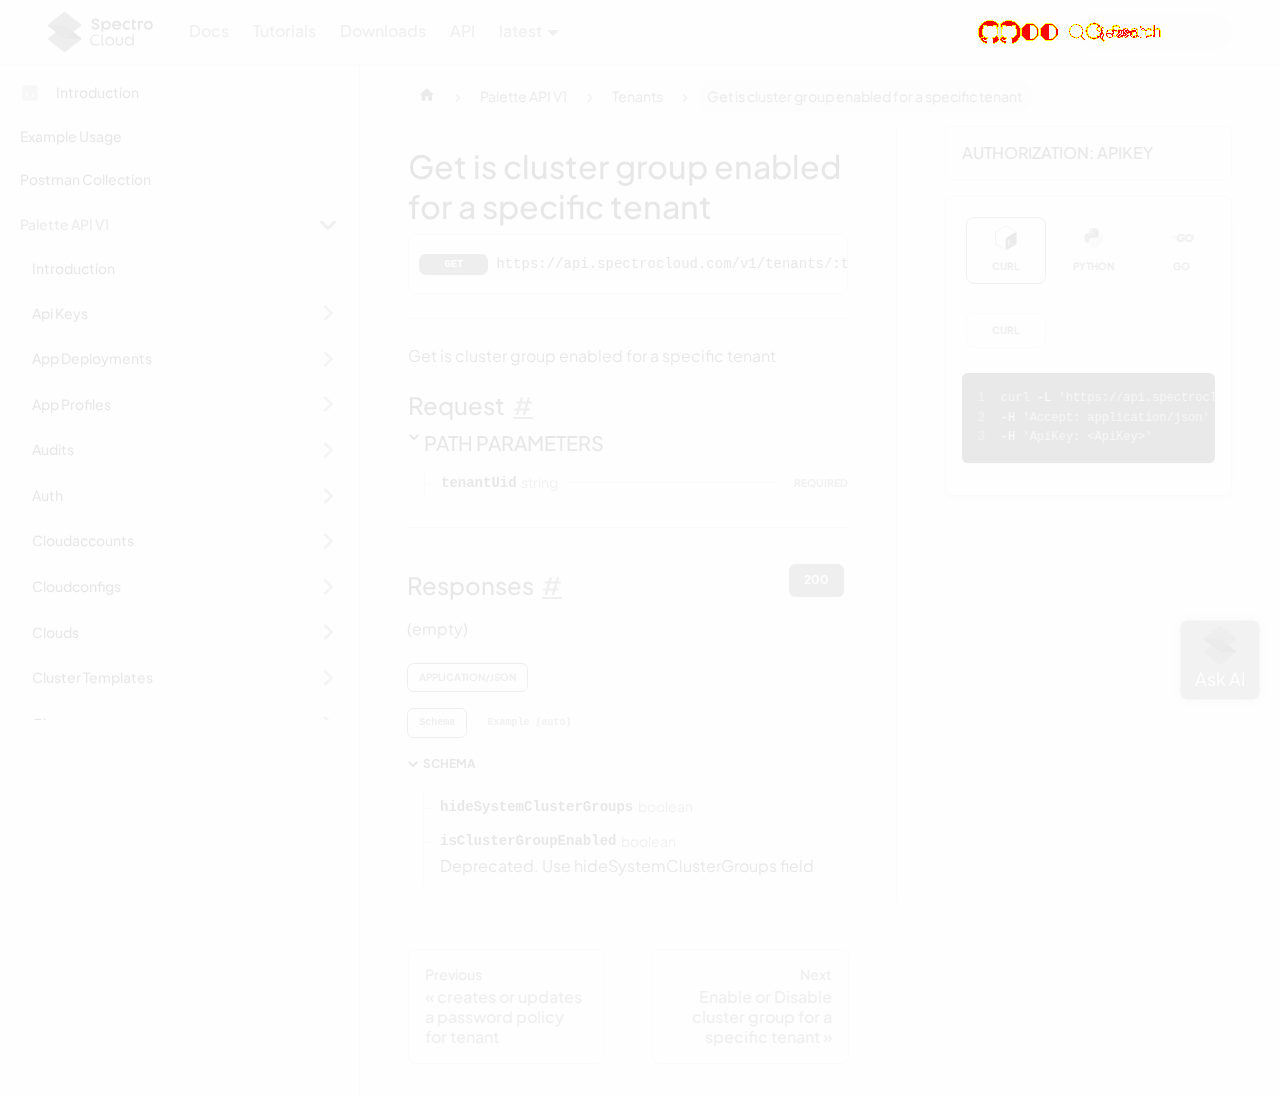 Spectro Cloud
Docs
Tutorials
Downloads
API
latest
Search
Introduction
Example Usage
Postman Collection
Palette API V1
Introduction
Api Keys
App Deployments
App Profiles
Audits
Auth
Cloudaccounts
Cloudconfigs
Clouds
Cluster Templates
Palette API V1
Tenants
Get is cluster group enabled for a specific tenant
Get is cluster group enabled
for a specific tenant
GET https://api.spectrocloud.com/v1/tenants/:t
Get is cluster group enabled for a specific tenant
Request #
PATH PARAMETERS
tenantUid string REQUIRED
Responses # 200
(empty)
APPLICATION/JSON
Schema Example (auto)
SCHEMA
hideSystemClusterGroups boolean
isClusterGroupEnabled boolean
Deprecated. Use hideSystemClusterGroups field
Previous
« creates or updates
a password policy
for tenant
Next
Enable or Disable
cluster group for a
specific tenant »
AUTHORIZATION: APIKEY
CURL PYTHON GO
CURL
1 curl -L 'https://api.spectrocl
2 -H 'Accept: application/json'
3 -H 'ApiKey: <ApiKey>'
Ask AI